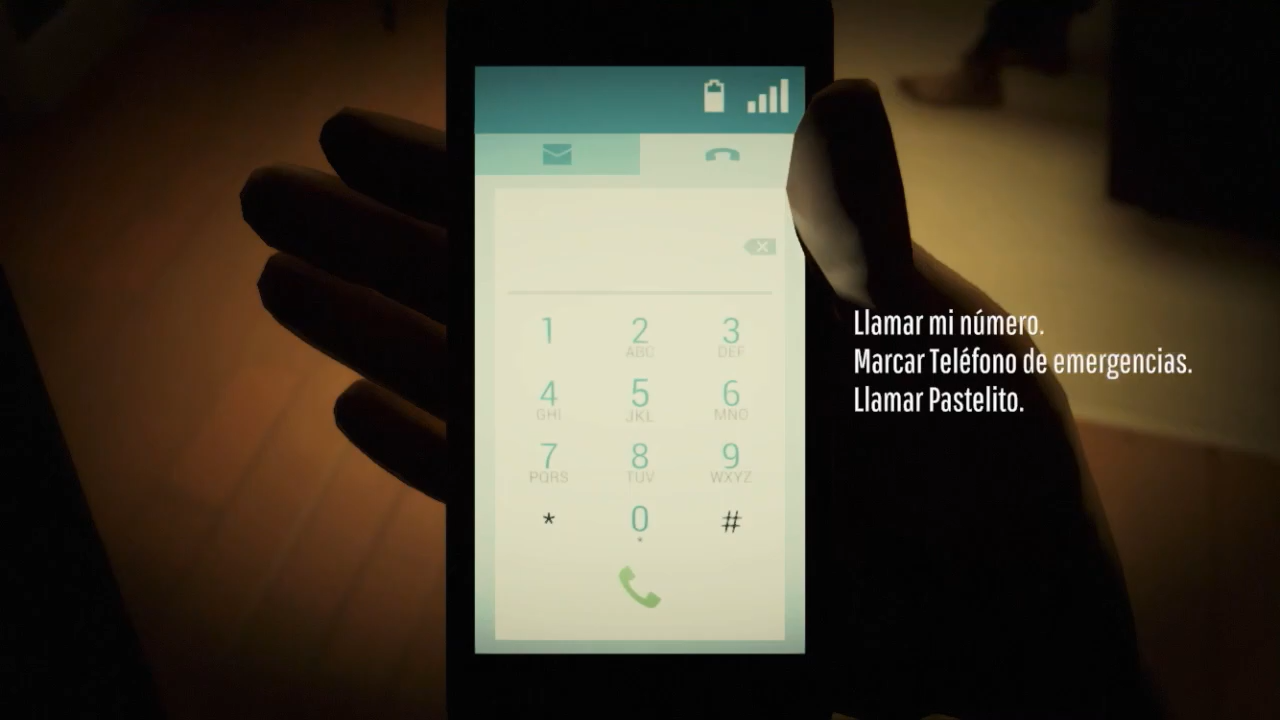 1
2
ABC
3
DEF
4
GHI
5
JKL
6
MNO
7
PQRS
8
TUV
9
WXYZ
*
0
#
Llamar mi número.
Marcar Teléfono de emergencias.
Llamar Pastelito.